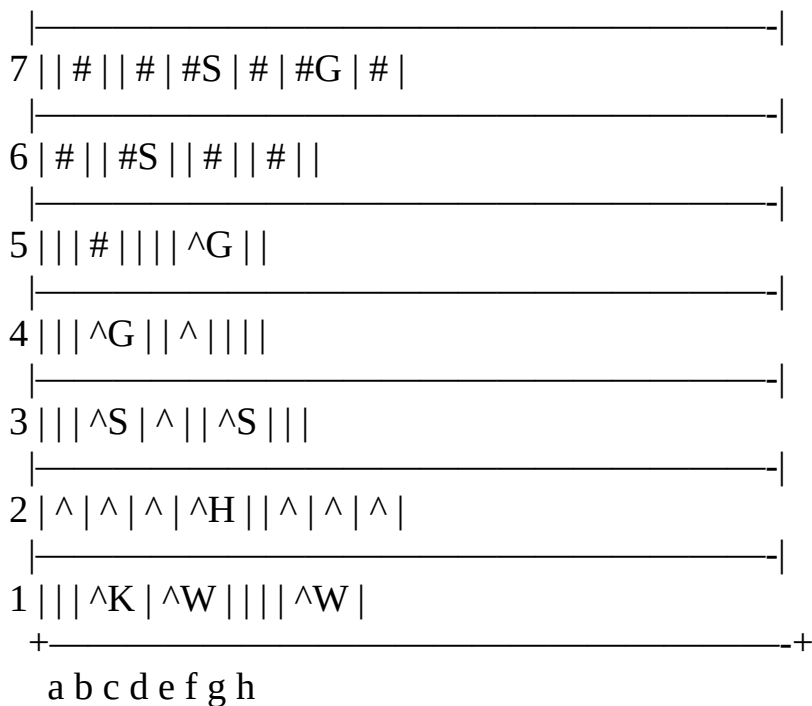 |—————————————————————-|
7 | | # | | # | #S | # | #G | # |
|—————————————————————-|
6 | # | | #S | | # | | # | |
|—————————————————————-|
5 | | | # | | | | ^G | |
|—————————————————————-|
4 | | | ^G | | ^ | | | |
|—————————————————————-|
3 | | | ^S | ^ | | ^S | | |
|—————————————————————-|
2 | ^ | ^ | ^ | ^H | | ^ | ^ | ^ |
|—————————————————————-|
1 | | | ^K | ^W | | | | ^W |
+—————————————————————-+
a b c d e f g h